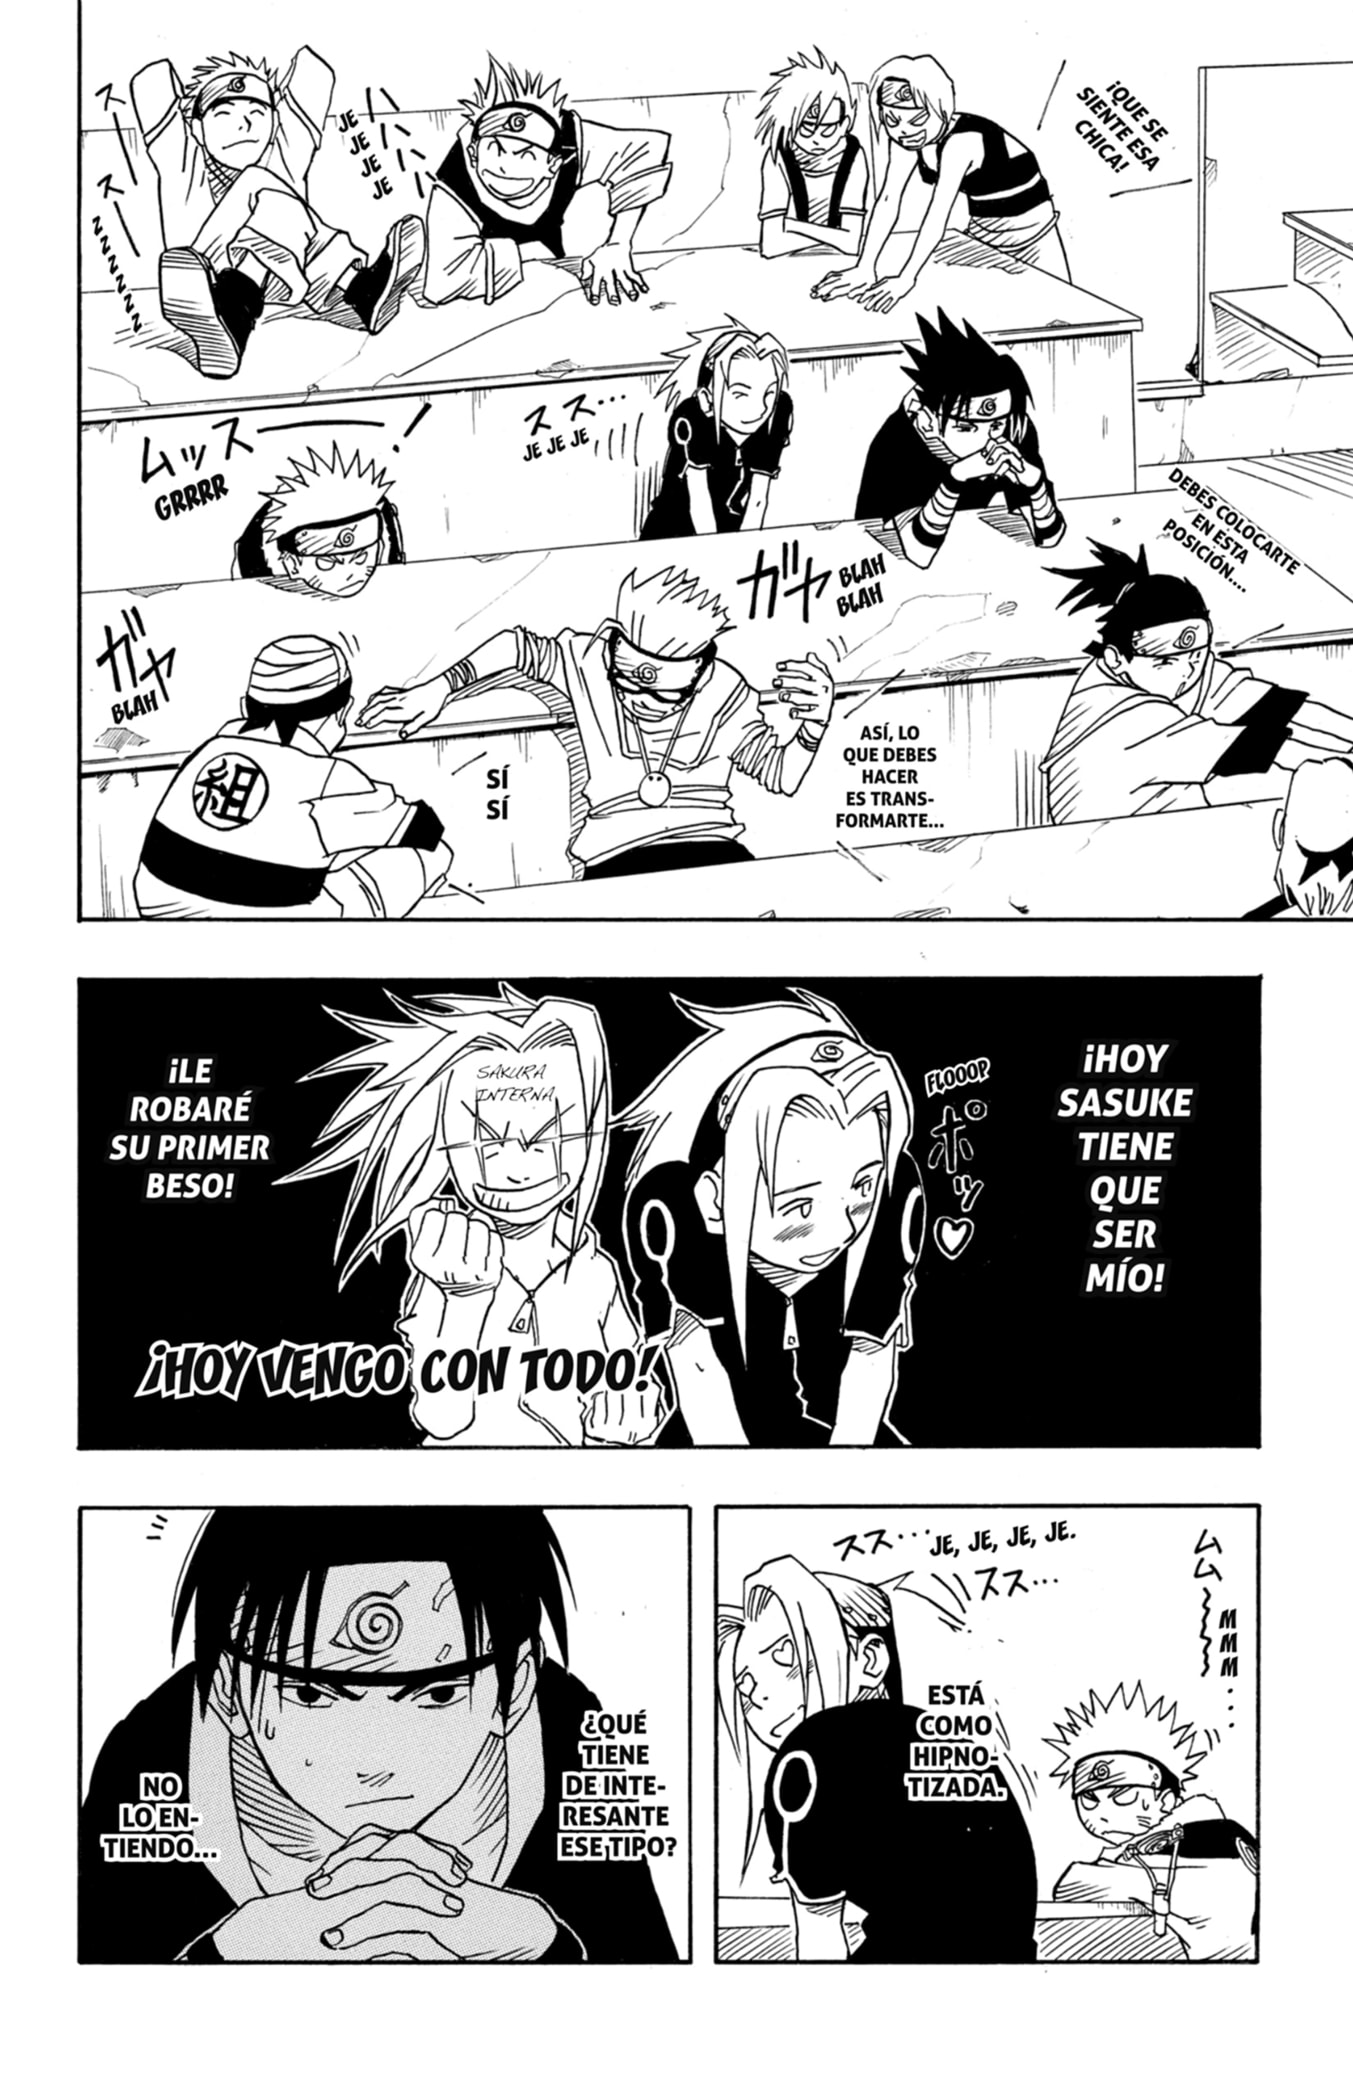 ¡QUE SE
SIENTE ESA
CHICA!
ハハハハ
JE
JE
JE
JE
スースー
ZZZZZZZ
スス…
JE JE JE
ムッスー!
GRRRR
DEBES COLOCARTE
EN ESTA
POSICIÓN....
ガヤ
BLAH
BLAH
ASÍ, LO
QUE DEBES
HACER
ES TRANS-
FORMARTE...
SÍ
SÍ
ガヤ
BLAH
組
¡HOY
SASUKE
TIENE
QUE
SER
MÍO!
FLOOOP
ポッ♡
SAKURA
INTERNA
¡LE
ROBARÉ
SU PRIMER
BESO!
¡HOY VENGO CON TODO!
ムム〜〜〜
MMM...
スス…
JE, JE, JE, JE.
スス…
ESTÁ
COMO
HIPNO-
TIZADA.
¿QUÉ
TIENE
DE INTE-
RESANTE
ESE TIPO?
NO
LO EN-
TIENDO...